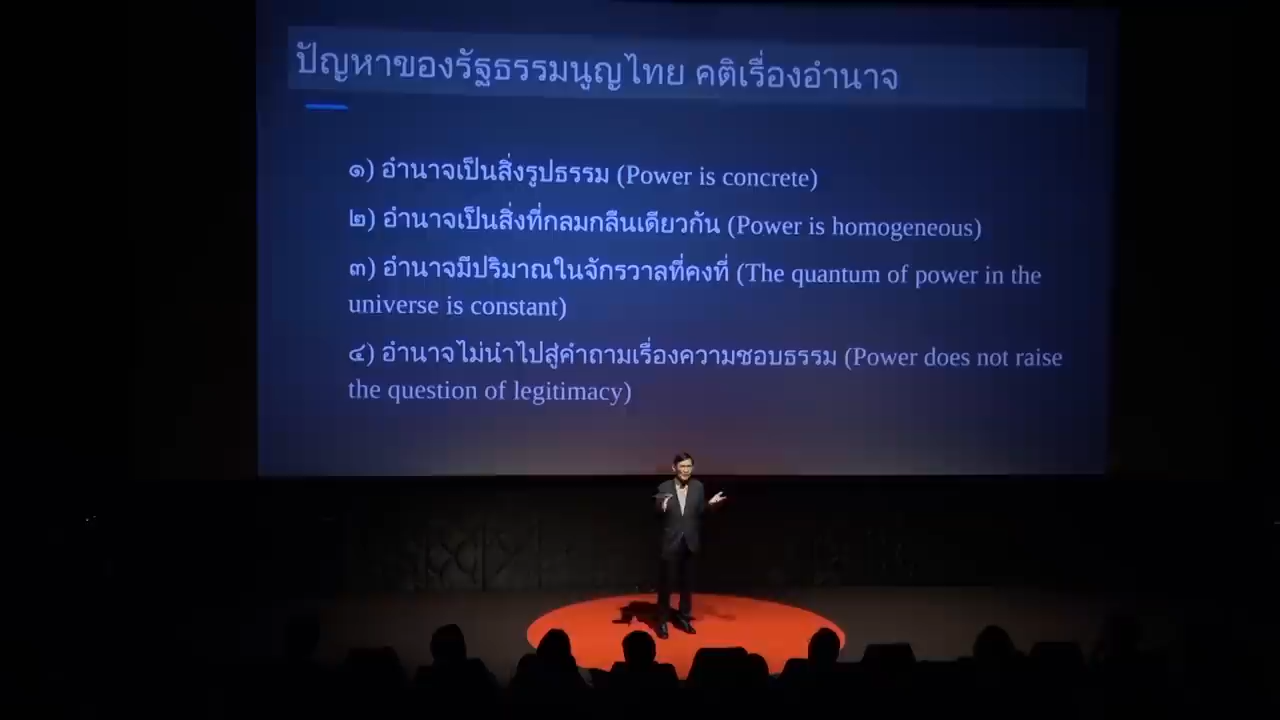 ปัญหาของรัฐธรรมนูญไทย คติเรื่องอำนาจ
๑) อำนาจเป็นสิ่งรูปธรรม (Power is concrete)
๒) อำนาจเป็นสิ่งที่กลมกลืนเดียวกัน (Power is homogeneous)
๓) อำนาจมีปริมาณในจักรวาลที่คงที่ (The quantum of power in the
universe is constant)
๔) อำนาจไม่นำไปสู่คำถามเรื่องความชอบธรรม (Power does not raise
the question of legitimacy)